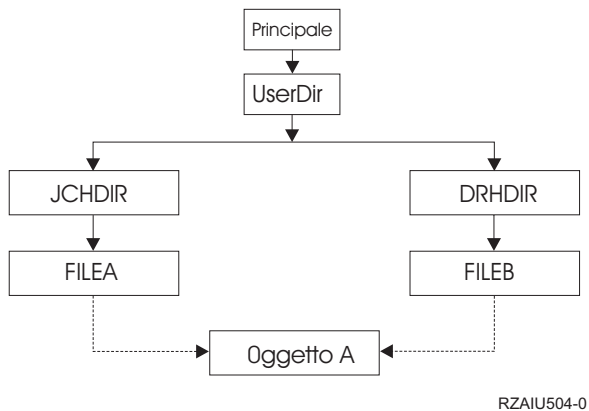 Principale
UserDir
JCHDIR
DRHDIR
FILEA
FILEB
0ggetto A
RZAIU504-0